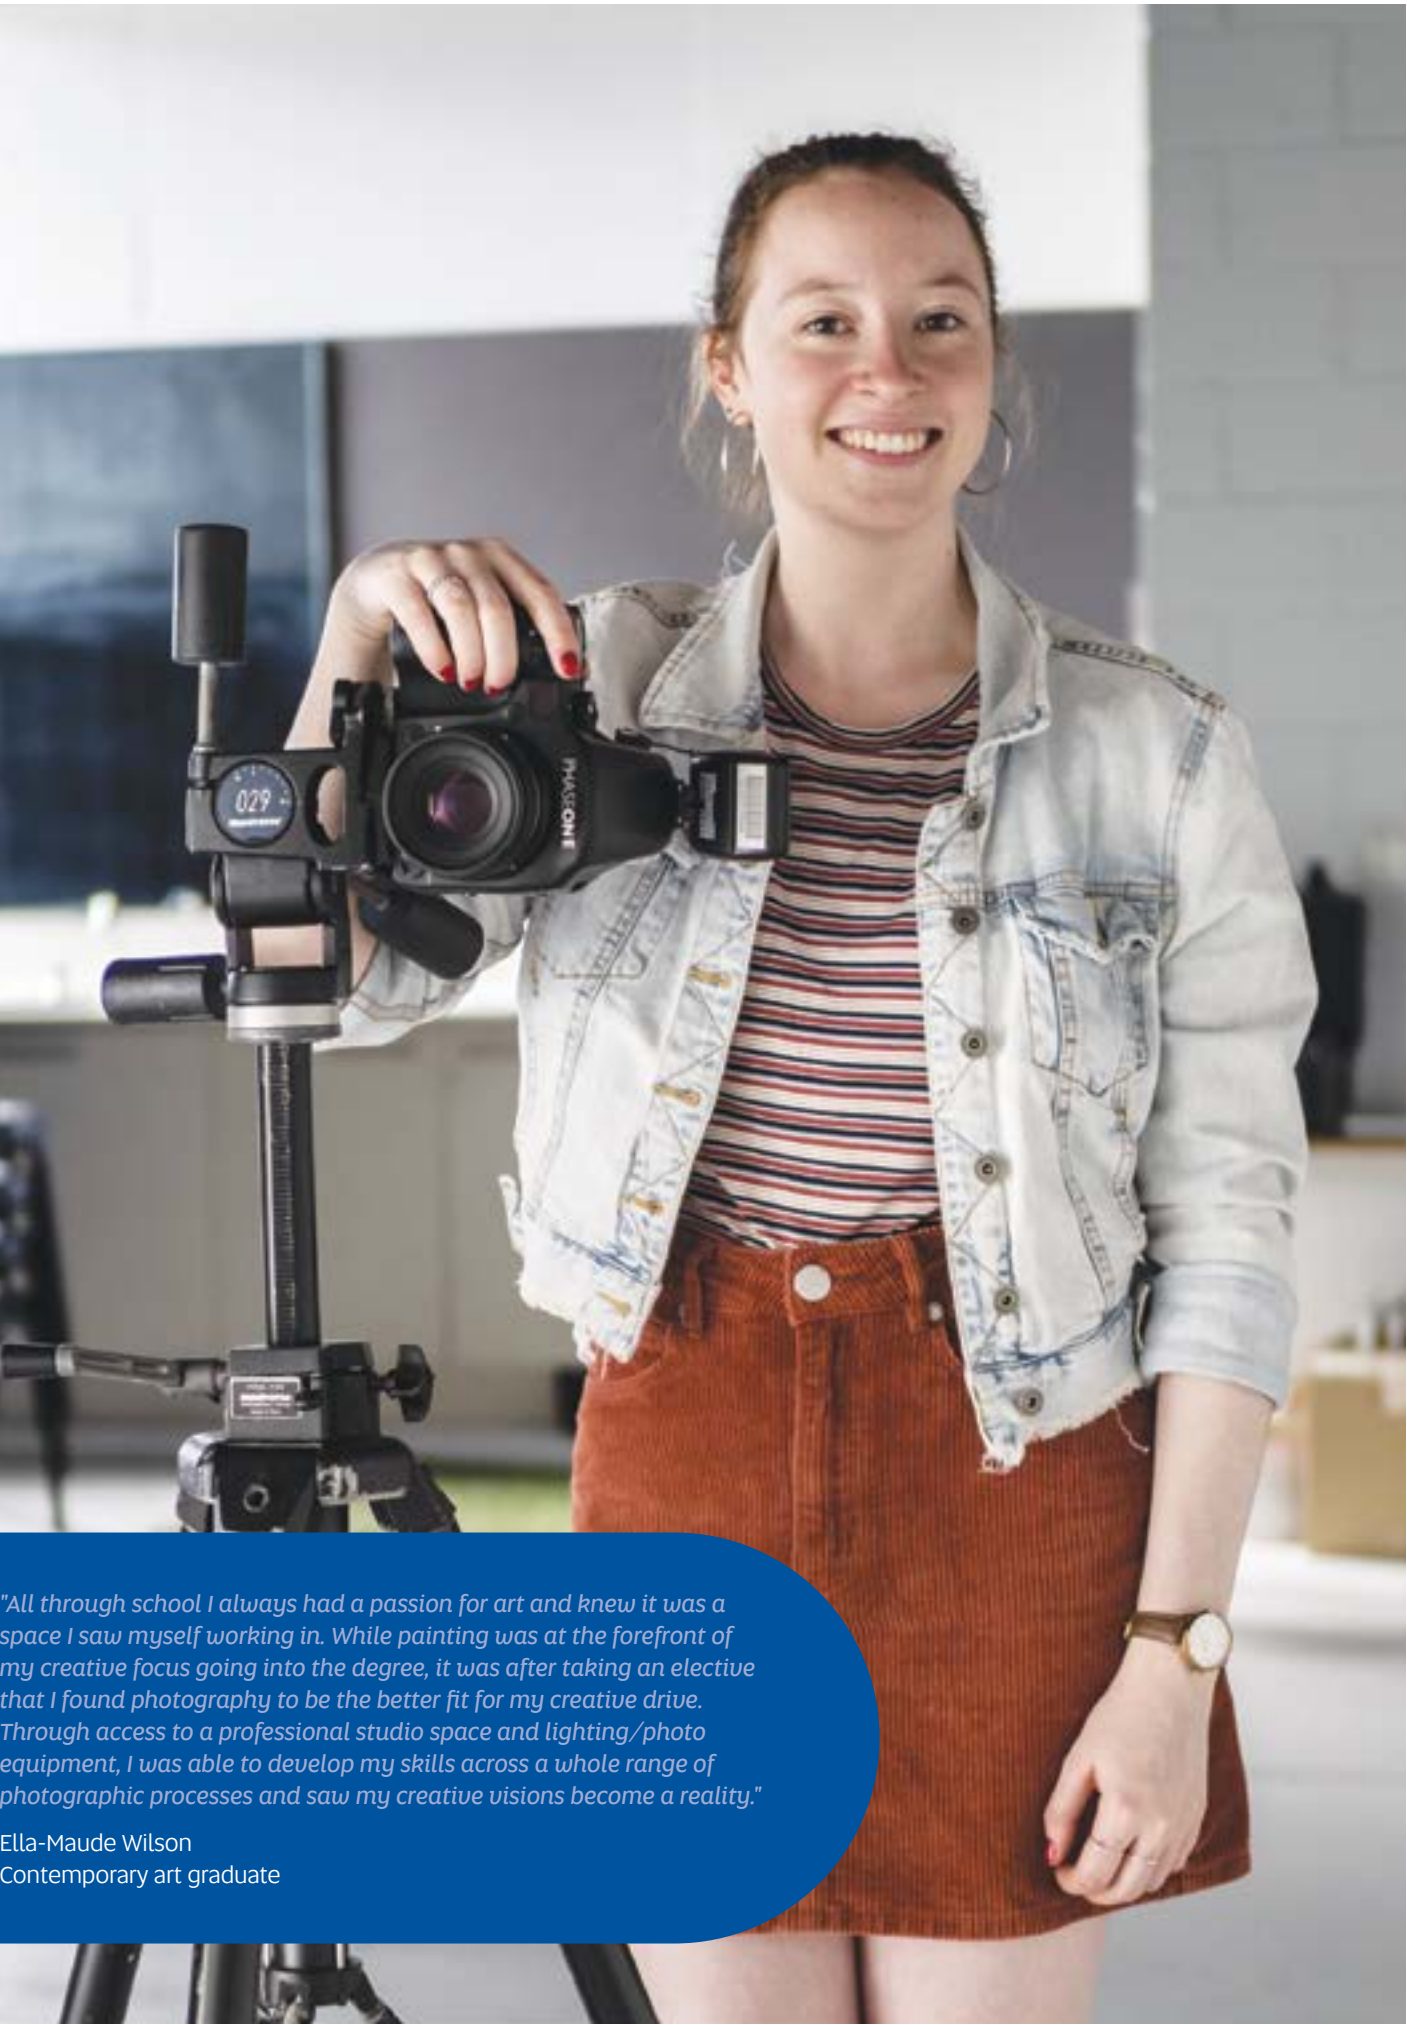 029
PHASEONE
"All through school I always had a passion for art and knew it was a
space I saw myself working in. While painting was at the forefront of
my creative focus going into the degree, it was after taking an elective
that I found photography to be the better fit for my creative drive.
Through access to a professional studio space and lighting/photo
equipment, I was able to develop my skills across a whole range of
photographic processes and saw my creative visions become a reality."
Ella-Maude Wilson
Contemporary art graduate